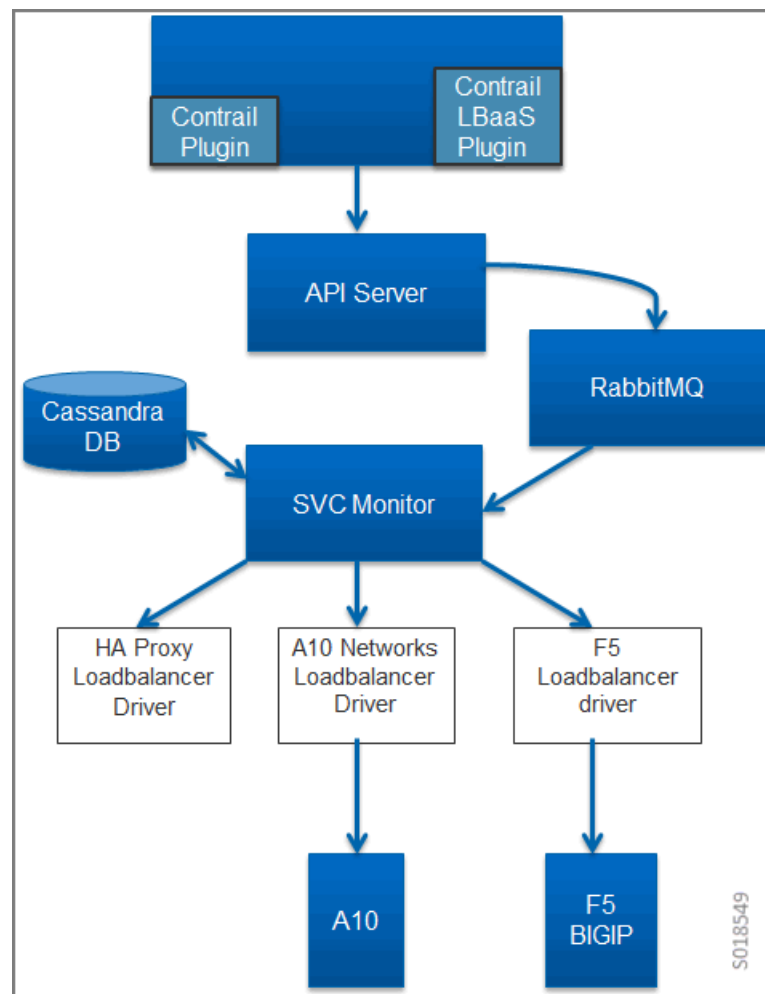 Contrail
Plugin
Contrail
LBaaS
Plugin
API Server
RabbitMQ
Cassandra
DB
SVC Monitor
HA Proxy
Loadbalancer
Driver
A10 Networks
Loadbalancer
Driver
F5
Loadbalancer
driver
A10
F5
BIGIP
S018549